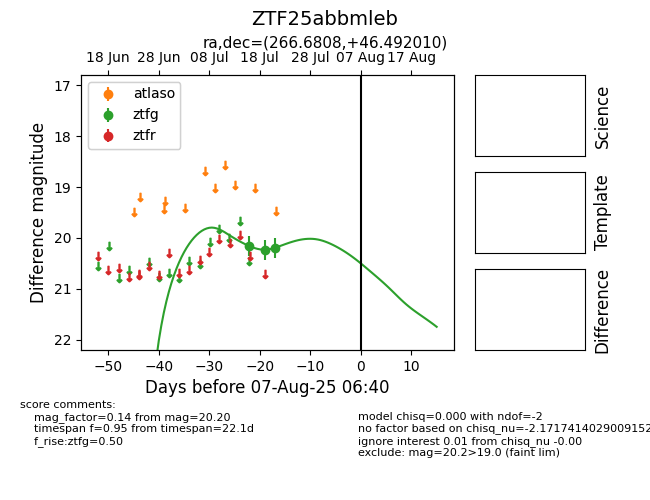 ZTF25abbmleb
ra,dec=(266.6808,+46.492010)
18 Jun 28 Jun 08 Jul 18 Jul 28 Jul 07 Aug 17 Aug
17
18
19
20
21
22
Difference magnitude
atlaso
ztfg
ztfr
−50 −40 −30 −20 −10 0 10
Days before 07-Aug-25 06:40
Science
Template
Difference
score comments:
mag_factor=0.14 from mag=20.20
timespan f=0.95 from timespan=22.1d
f_rise:ztfg=0.50
model chisq=0.000 with ndof=-2
no factor based on chisq_nu=-2.1717414029009152
ignore interest 0.01 from chisq_nu -0.00
exclude: mag=20.2>19.0 (faint lim)